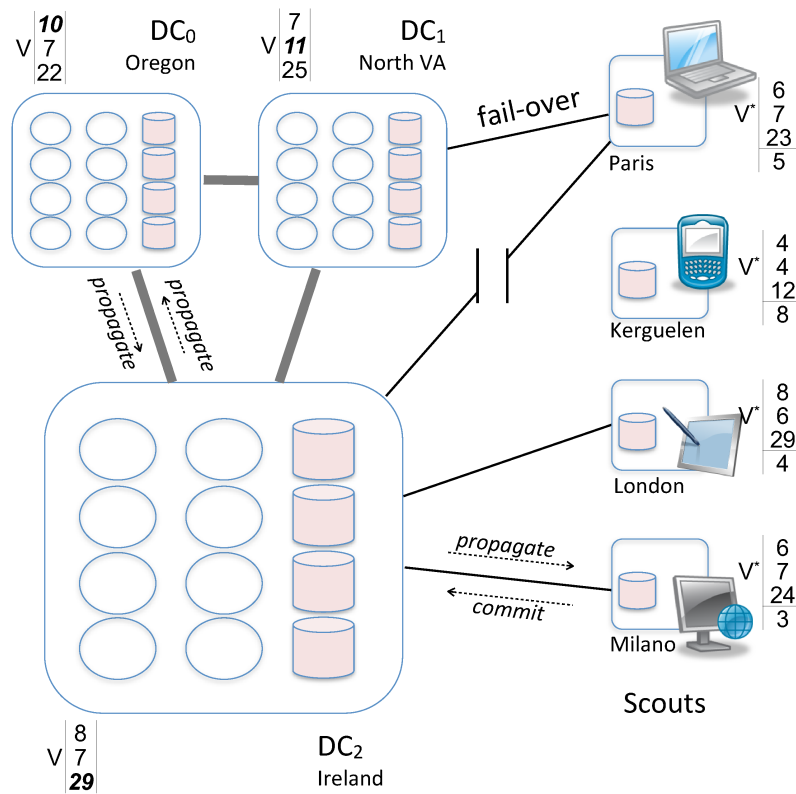 10
V 7
22
DC0
Oregon
7
V 11
25
DC1
North VA
fail-over
Paris
6
V* 7
23
5
Kerguelen
4
V* 4
12
8
propagate
propagate
London
8
V* 6
29
4
propagate
commit
Milano
6
V* 7
24
3
Scouts
8
V 7
29
DC2
Ireland